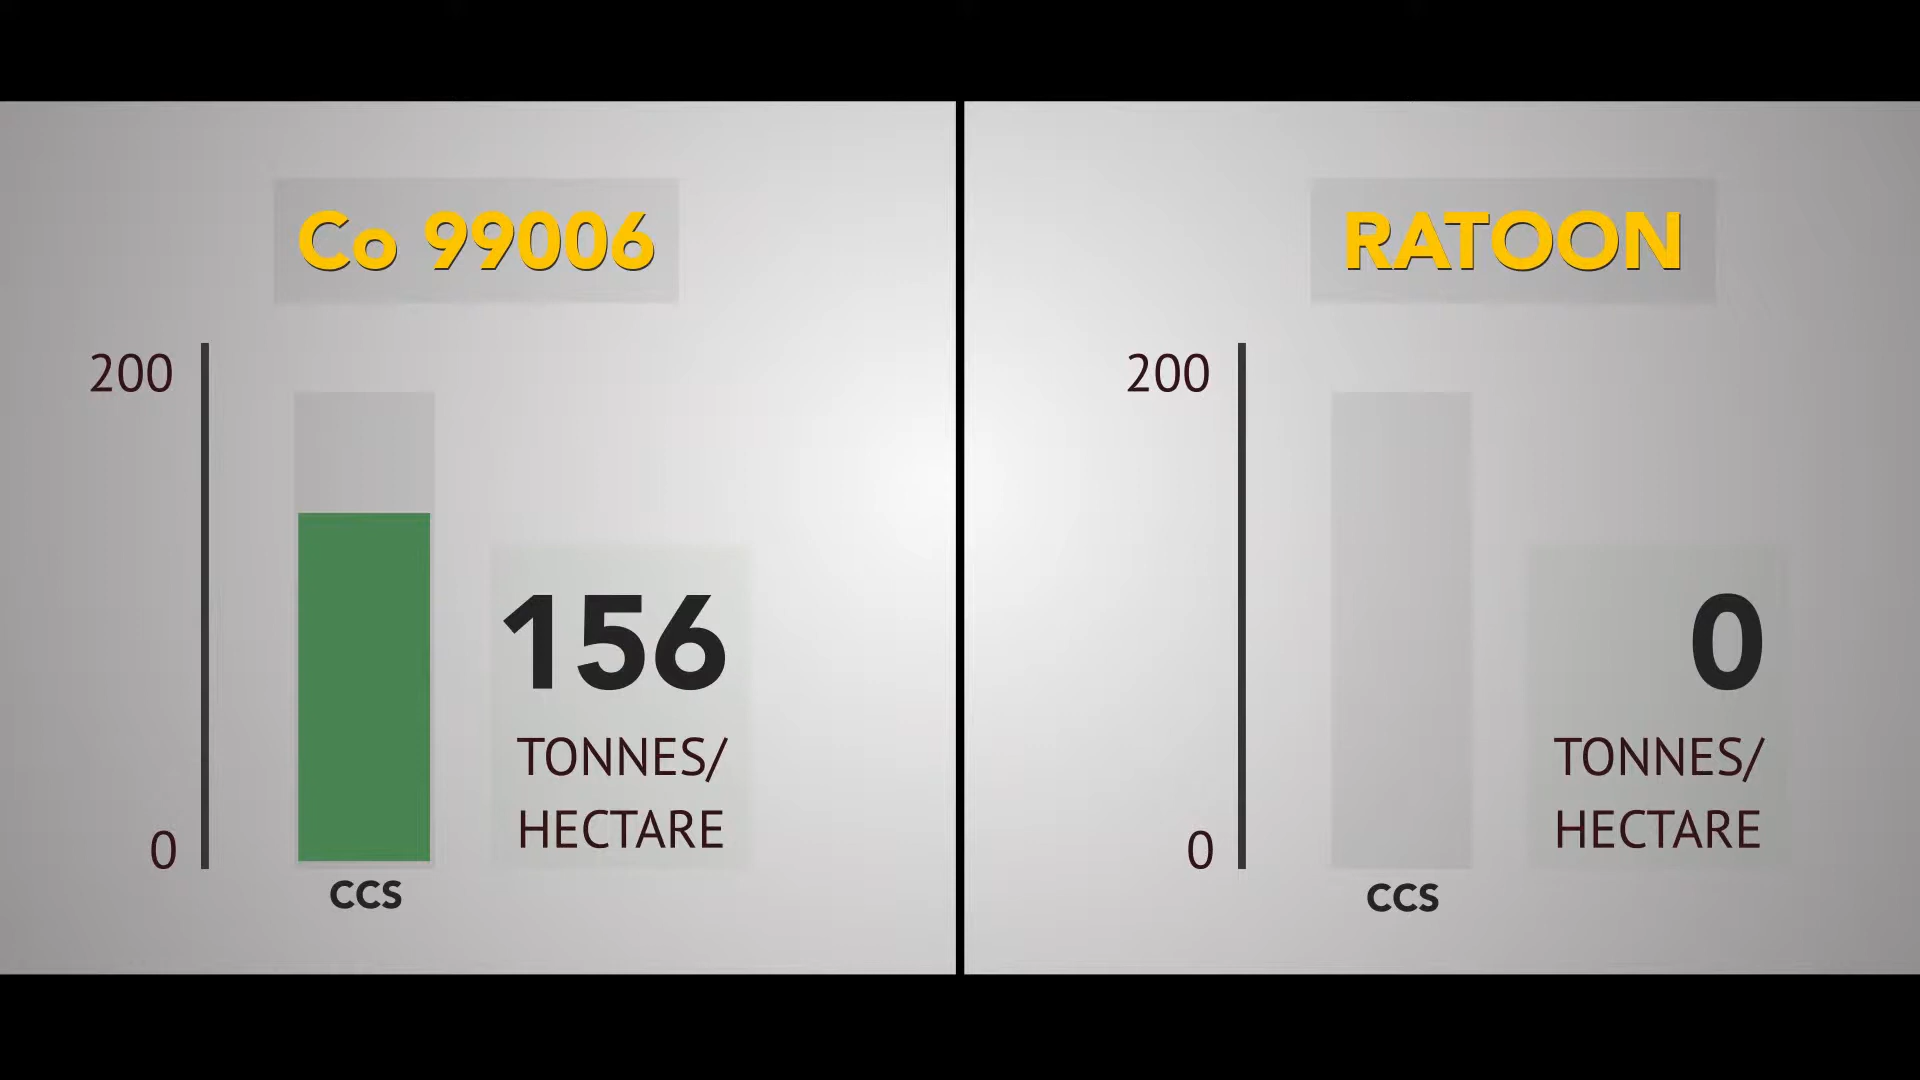 Co 99006
200
156
TONNES/
HECTARE
0
CCS
RATOON
200
0
TONNES/
HECTARE
0
CCS